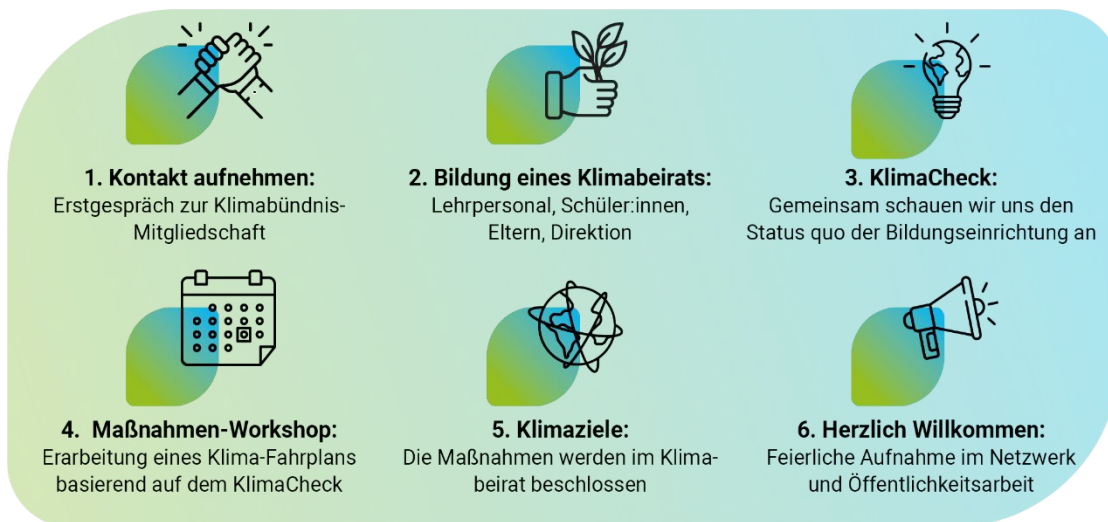 1. Kontakt aufnehmen:
Erstgespräch zur Klimabündnis-
Mitgliedschaft
2. Bildung eines Klimabeirats:
Lehrpersonal, Schüler:innen,
Eltern, Direktion
3. KlimaCheck:
Gemeinsam schauen wir uns den
Status quo der Bildungseinrichtung an
4. Maßnahmen-Workshop:
Erarbeitung eines Klima-Fahrplans
basierend auf dem KlimaCheck
5. Klimaziele:
Die Maßnahmen werden im Klima-
beirat beschlossen
6. Herzlich Willkommen:
Feierliche Aufnahme im Netzwerk
und Öffentlichkeitsarbeit